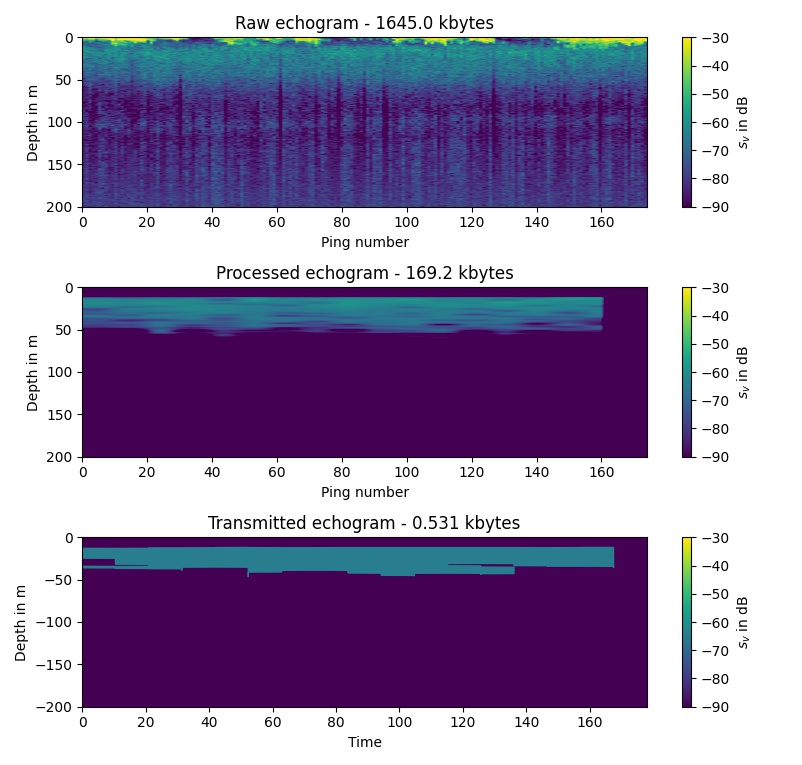 Raw echogram - 1645.0 kbytes
Depth in m
0
50
100
150
200
0 20 40 60 80 100 120 140 160
Ping number
−30
−40
−50
−60
−70
−80
−90
sv in dB
Processed echogram - 169.2 kbytes
Depth in m
0
50
100
150
200
0 20 40 60 80 100 120 140 160
Ping number
−30
−40
−50
−60
−70
−80
−90
sv in dB
Transmitted echogram - 0.531 kbytes
Depth in m
0
−50
−100
−150
−200
0 20 40 60 80 100 120 140 160
Time
−30
−40
−50
−60
−70
−80
−90
sv in dB